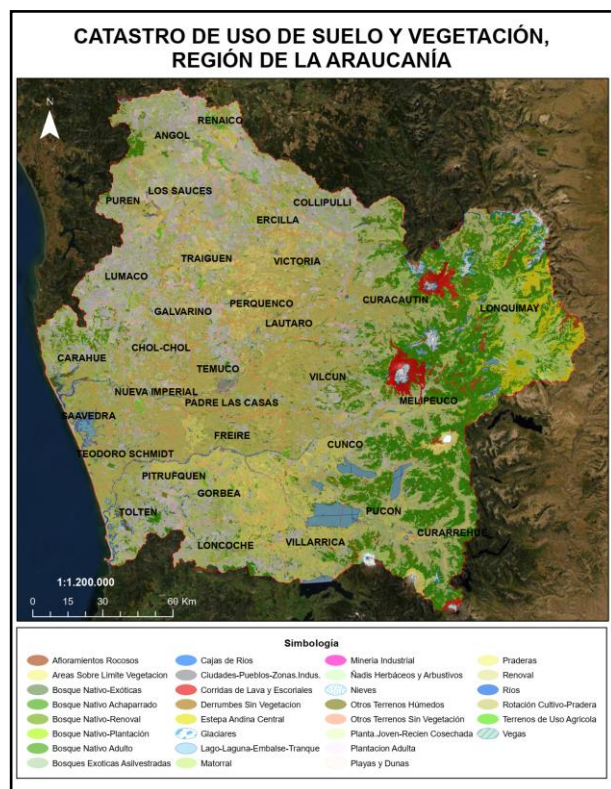 CATASTRO DE USO DE SUELO Y VEGETACIÓN,
REGIÓN DE LA ARAUCANÍA
N
RENAICO
ANGOL
LOS SAUCES
PUREN
COLLIPULLI
ERCILLA
TRAIGUEN
VICTORIA
LUMACO
CURACAUTIN
LONQUIMAY
PERQUENCO
GALVARINO
LAUTARO
CHOL-CHOL
CARAHUE
TEMUCO
VILCUN
NUEVA IMPERIAL
MELIPEUCO
PADRE LAS CASAS
SAAVEDRA
FREIRE
CUNCO
TEODORO SCHMIDT
PITRUFQUEN
GORBEA
TOLTEN
PUCON
CURARREHUE
LONCOCHE
VILLARRICA
1:1.200.000
0 15 30 60 Km
Simbología
Afloramientos Rocosos
Areas Sobre Limite Vegetacion
Bosque Nativo-Exóticas
Bosque Nativo Achaparrado
Bosque Nativo-Renoval
Bosque Nativo-Plantación
Bosque Nativo Adulto
Bosques Exoticas Asilvestradas
Cajas de Rios
Ciudades-Pueblos-Zonas.Indus.
Corridas de Lava y Escoriales
Derrumbes Sin Vegetacion
Estepa Andina Central
Glaciares
Lago-Laguna-Embalse-Tranque
Matorral
Mineria Industrial
Ñadis Herbáceos y Arbustivos
Nieves
Otros Terrenos Húmedos
Otros Terrenos Sin Vegetación
Planta.Joven-Recien Cosechada
Plantacion Adulta
Playas y Dunas
Praderas
Renoval
Ríos
Rotación Cultivo-Pradera
Terrenos de Uso Agricola
Vegas